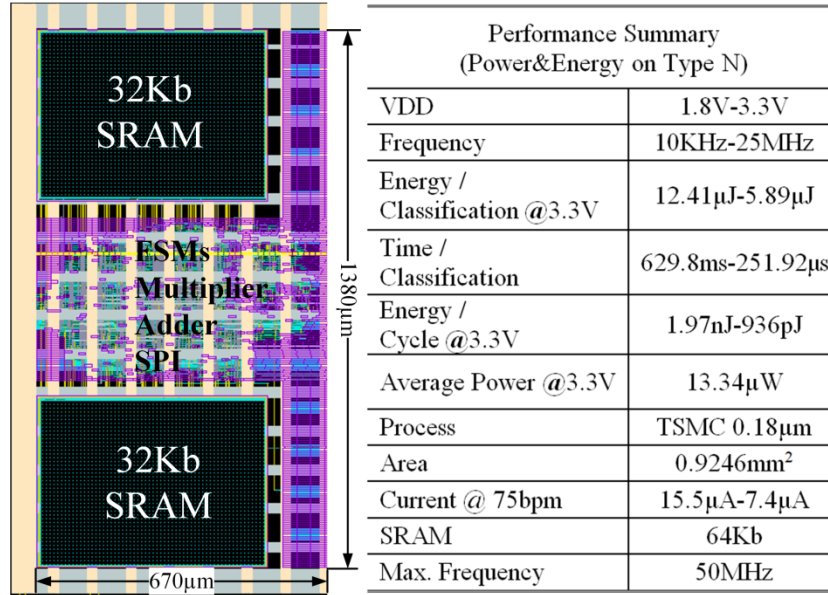 32Kb
SRAM
FSMs
Multiplier
Adder
SPI
32Kb
SRAM
1380μm
670μm
Performance Summary
(Power&Energy on Type N)
VDD 1.8V-3.3V
Frequency 10KHz-25MHz
Energy /
Classification @3.3V 12.41μJ-5.89μJ
Time /
Classification 629.8ms-251.92μs
Energy /
Cycle @3.3V 1.97nJ-936pJ
Average Power @3.3V 13.34μW
Process TSMC 0.18μm
Area 0.9246mm²
Current @ 75bpm 15.5μA-7.4μA
SRAM 64Kb
Max. Frequency 50MHz